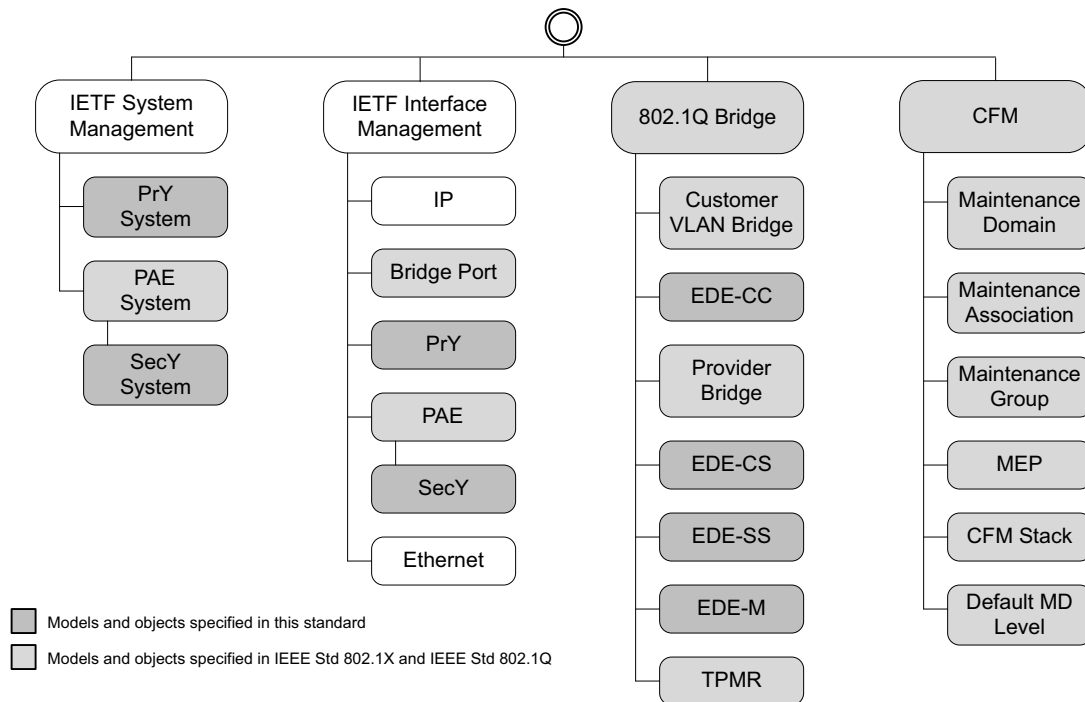 IETF System
Management
PrY
System
PAE
System
SecY
System
IETF Interface
Management
IP
Bridge Port
PrY
PAE
SecY
Ethernet
802.1Q Bridge
Customer
VLAN Bridge
EDE-CC
Provider
Bridge
EDE-CS
EDE-SS
EDE-M
TPMR
CFM
Maintenance
Domain
Maintenance
Association
Maintenance
Group
MEP
CFM Stack
Default MD
Level
Models and objects specified in this standard
Models and objects specified in IEEE Std 802.1X and IEEE Std 802.1Q